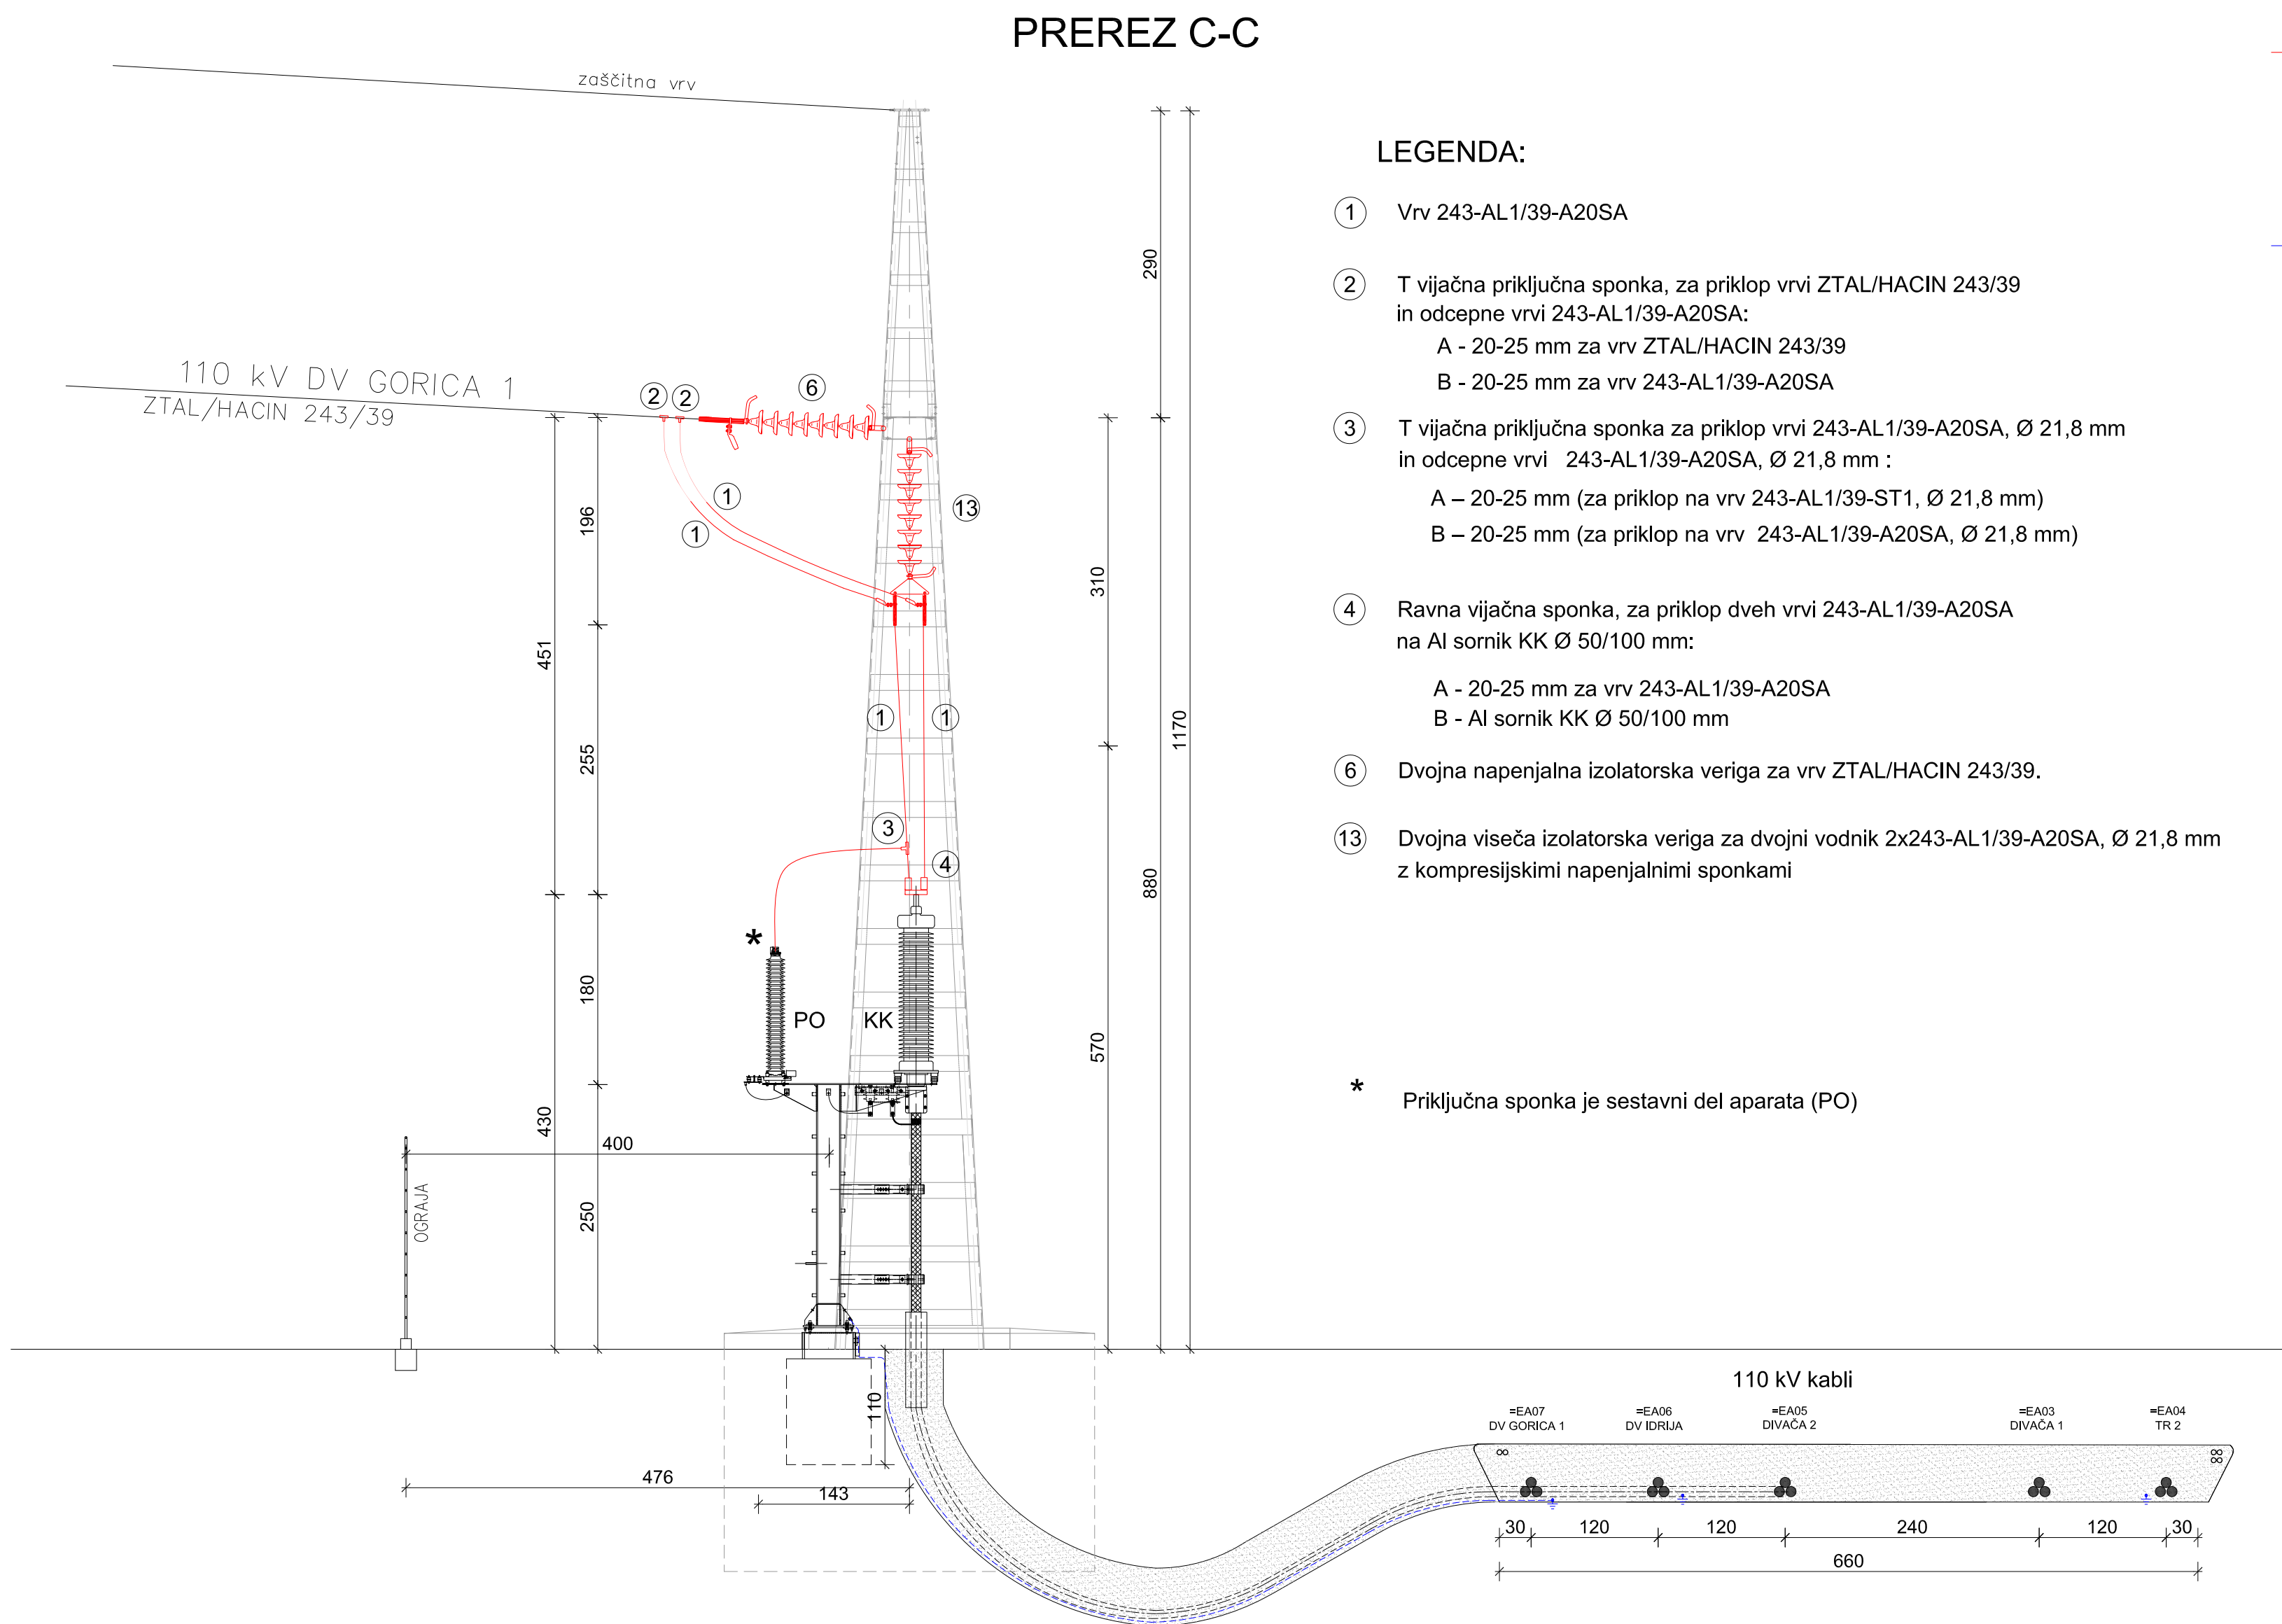 PREREZ C-C
zaščitna vrv
110 kV DV GORICA 1
ZTAL/HACIN 243/39
2
2
6
1
1
13
1
1
3
4
*
PO
KK
OGRAJA
290
196
310
451
255
1170
880
180
570
430
400
250
110
476
143
LEGENDA:
1 Vrv 243-AL1/39-A20SA
2 T vijačna priključna sponka, za priklop vrvi ZTAL/HACIN 243/39
in odcepne vrvi 243-AL1/39-A20SA:
A - 20-25 mm za vrv ZTAL/HACIN 243/39
B - 20-25 mm za vrv 243-AL1/39-A20SA
3 T vijačna priključna sponka za priklop vrvi 243-AL1/39-A20SA, Ø 21,8 mm
in odcepne vrvi 243-AL1/39-A20SA, Ø 21,8 mm :
A – 20-25 mm (za priklop na vrv 243-AL1/39-ST1, Ø 21,8 mm)
B – 20-25 mm (za priklop na vrv 243-AL1/39-A20SA, Ø 21,8 mm)
4 Ravna vijačna sponka, za priklop dveh vrvi 243-AL1/39-A20SA
na Al sornik KK Ø 50/100 mm:
A - 20-25 mm za vrv 243-AL1/39-A20SA
B - Al sornik KK Ø 50/100 mm
6 Dvojna napenjalna izolatorska veriga za vrv ZTAL/HACIN 243/39.
13 Dvojna viseča izolatorska veriga za dvojni vodnik 2x243-AL1/39-A20SA, Ø 21,8 mm
z kompresijskimi napenjalnimi sponkami
* Priključna sponka je sestavni del aparata (PO)
110 kV kabli
=EA07
DV GORICA 1
=EA06
DV IDRIJA
=EA05
DIVAČA 2
=EA03
DIVAČA 1
=EA04
TR 2
30 120 120 240 120 30
660